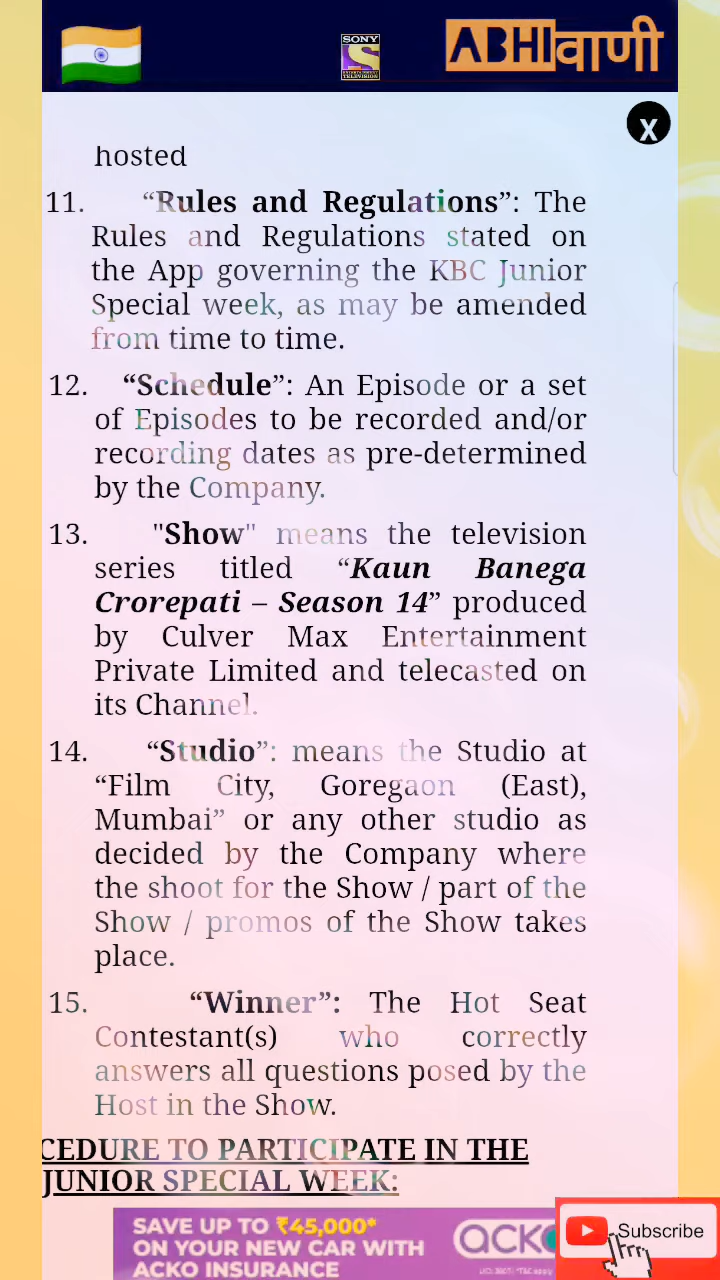 SONY
ENTERTAINMENT
TELEVISION
ABHIवाणी
X
hosted
11. “Rules and Regulations”: The
Rules and Regulations stated on
the App governing the KBC Junior
Special week, as may be amended
from time to time.
12. “Schedule”: An Episode or a set
of Episodes to be recorded and/or
recording dates as pre-determined
by the Company.
13. "Show" means the television
series titled “Kaun Banega
Crorepati – Season 14” produced
by Culver Max Entertainment
Private Limited and telecasted on
its Channel.
14. “Studio”: means the Studio at
“Film City, Goregaon (East),
Mumbai” or any other studio as
decided by the Company where
the shoot for the Show / part of the
Show / promos of the Show takes
place.
15. “Winner”: The Hot Seat
Contestant(s) who correctly
answers all questions posed by the
Host in the Show.
CEDURE TO PARTICIPATE IN THE
JUNIOR SPECIAL WEEK:
SAVE UP TO ₹45,000*
ON YOUR NEW CAR WITH
ACKO INSURANCE
acko
Subscribe